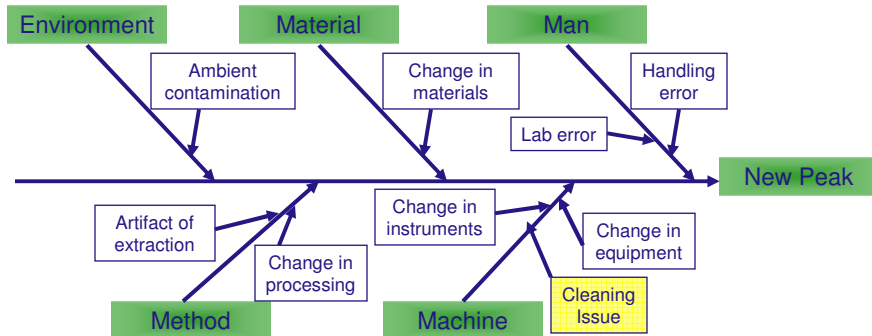 Environment
Material
Man
Ambient
contamination
Change in
materials
Handling
error
Lab error
New Peak
Artifact of
extraction
Change in
processing
Change in
instruments
Change in
equipment
Cleaning
Issue
Method
Machine